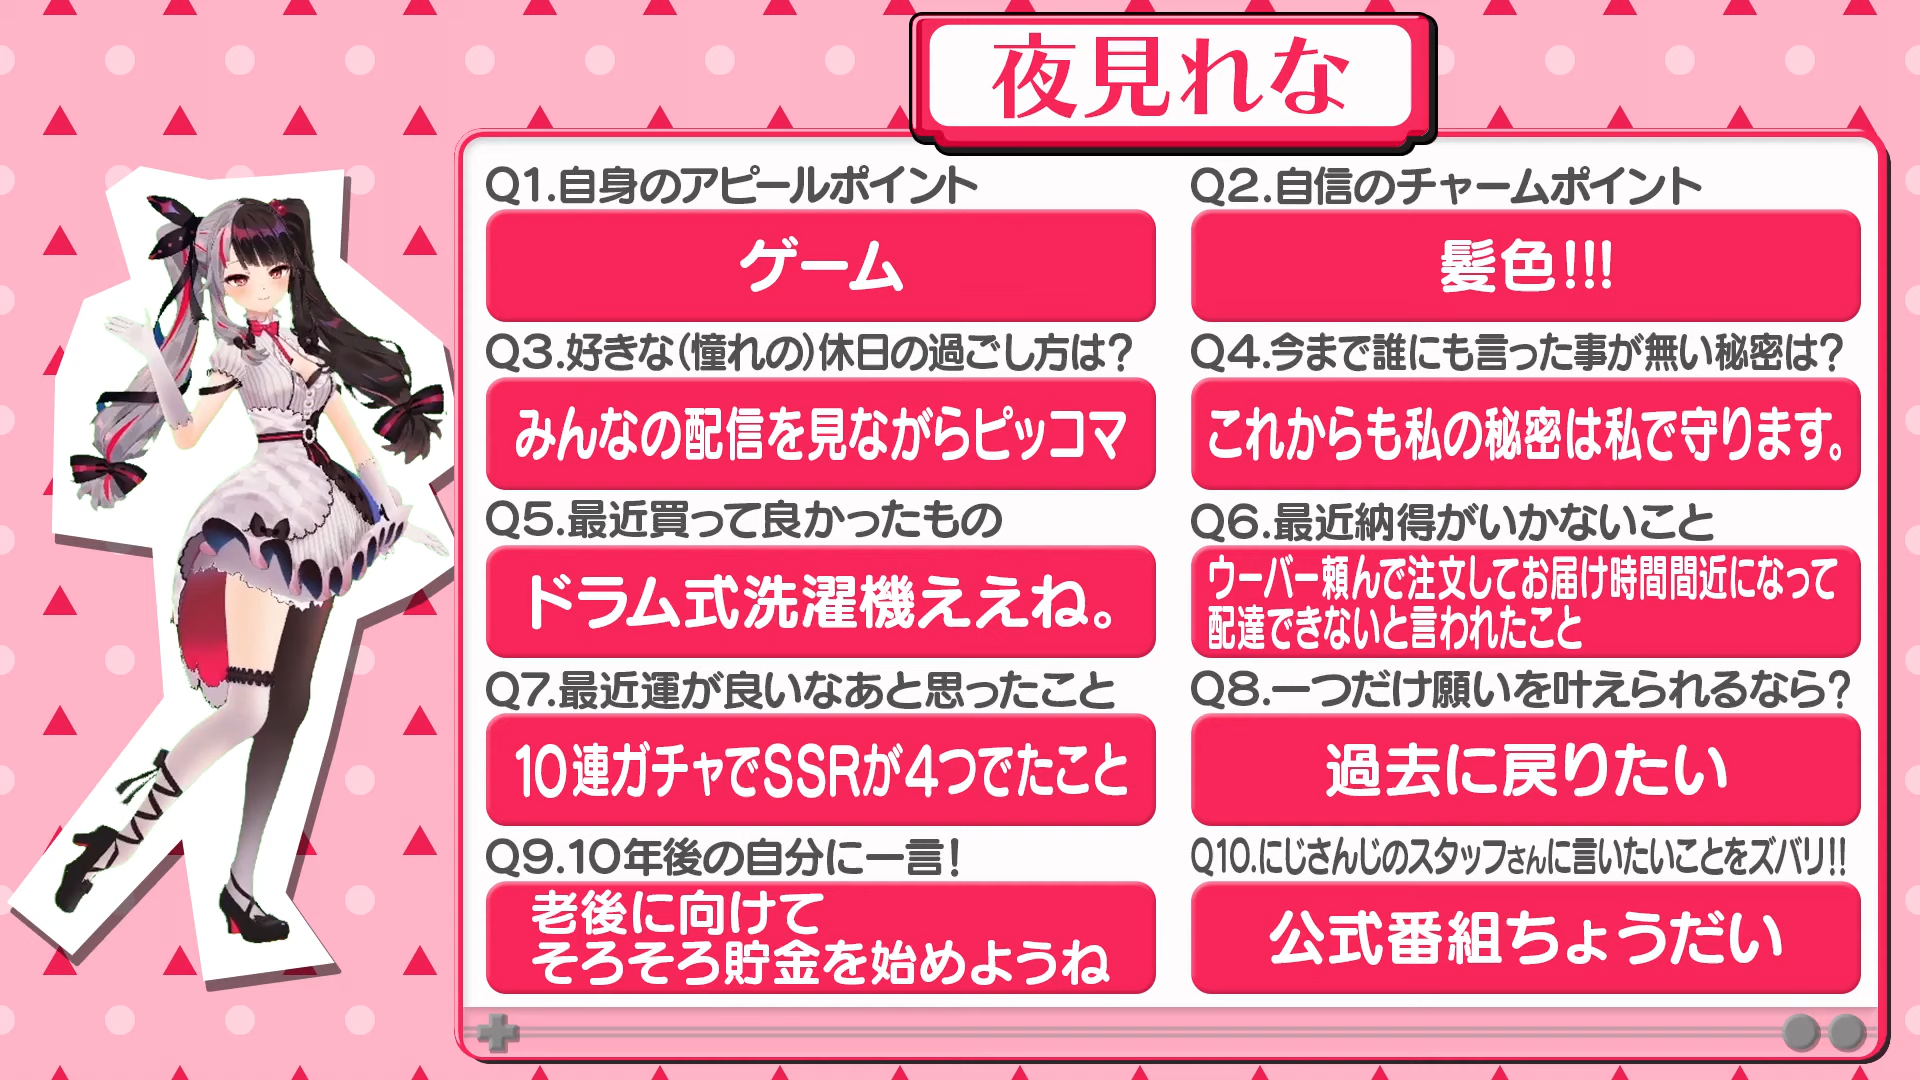 夜見れな
Q1.自身のアピールポイント
ゲーム
Q2.自信のチャームポイント
髪色!!!
Q3.好きな(憧れの)休日の過ごし方は?
みんなの配信を見ながらピッコマ
Q4.今まで誰にも言った事が無い秘密は?
これからも私の秘密は私で守ります。
Q5.最近買って良かったもの
ドラム式洗濯機ええね。
Q6.最近納得がいかないこと
ウーバー頼んで注文してお届け時間間近になって
配達できないと言われたこと
Q7.最近運が良いなあと思ったこと
10連ガチャでSSRが4つでたこと
Q8.一つだけ願いを叶えられるなら?
過去に戻りたい
Q9.10年後の自分に一言!
老後に向けて
そろそろ貯金を始めようね
Q10.にじさんじのスタッフさんに言いたいことをズバリ!!
公式番組ちょうだい